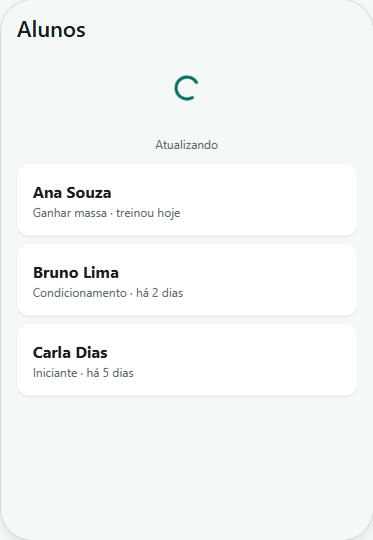 Alunos
Atualizando
Ana Souza
Ganhar massa · treinou hoje
Bruno Lima
Condicionamento · há 2 dias
Carla Dias
Iniciante · há 5 dias